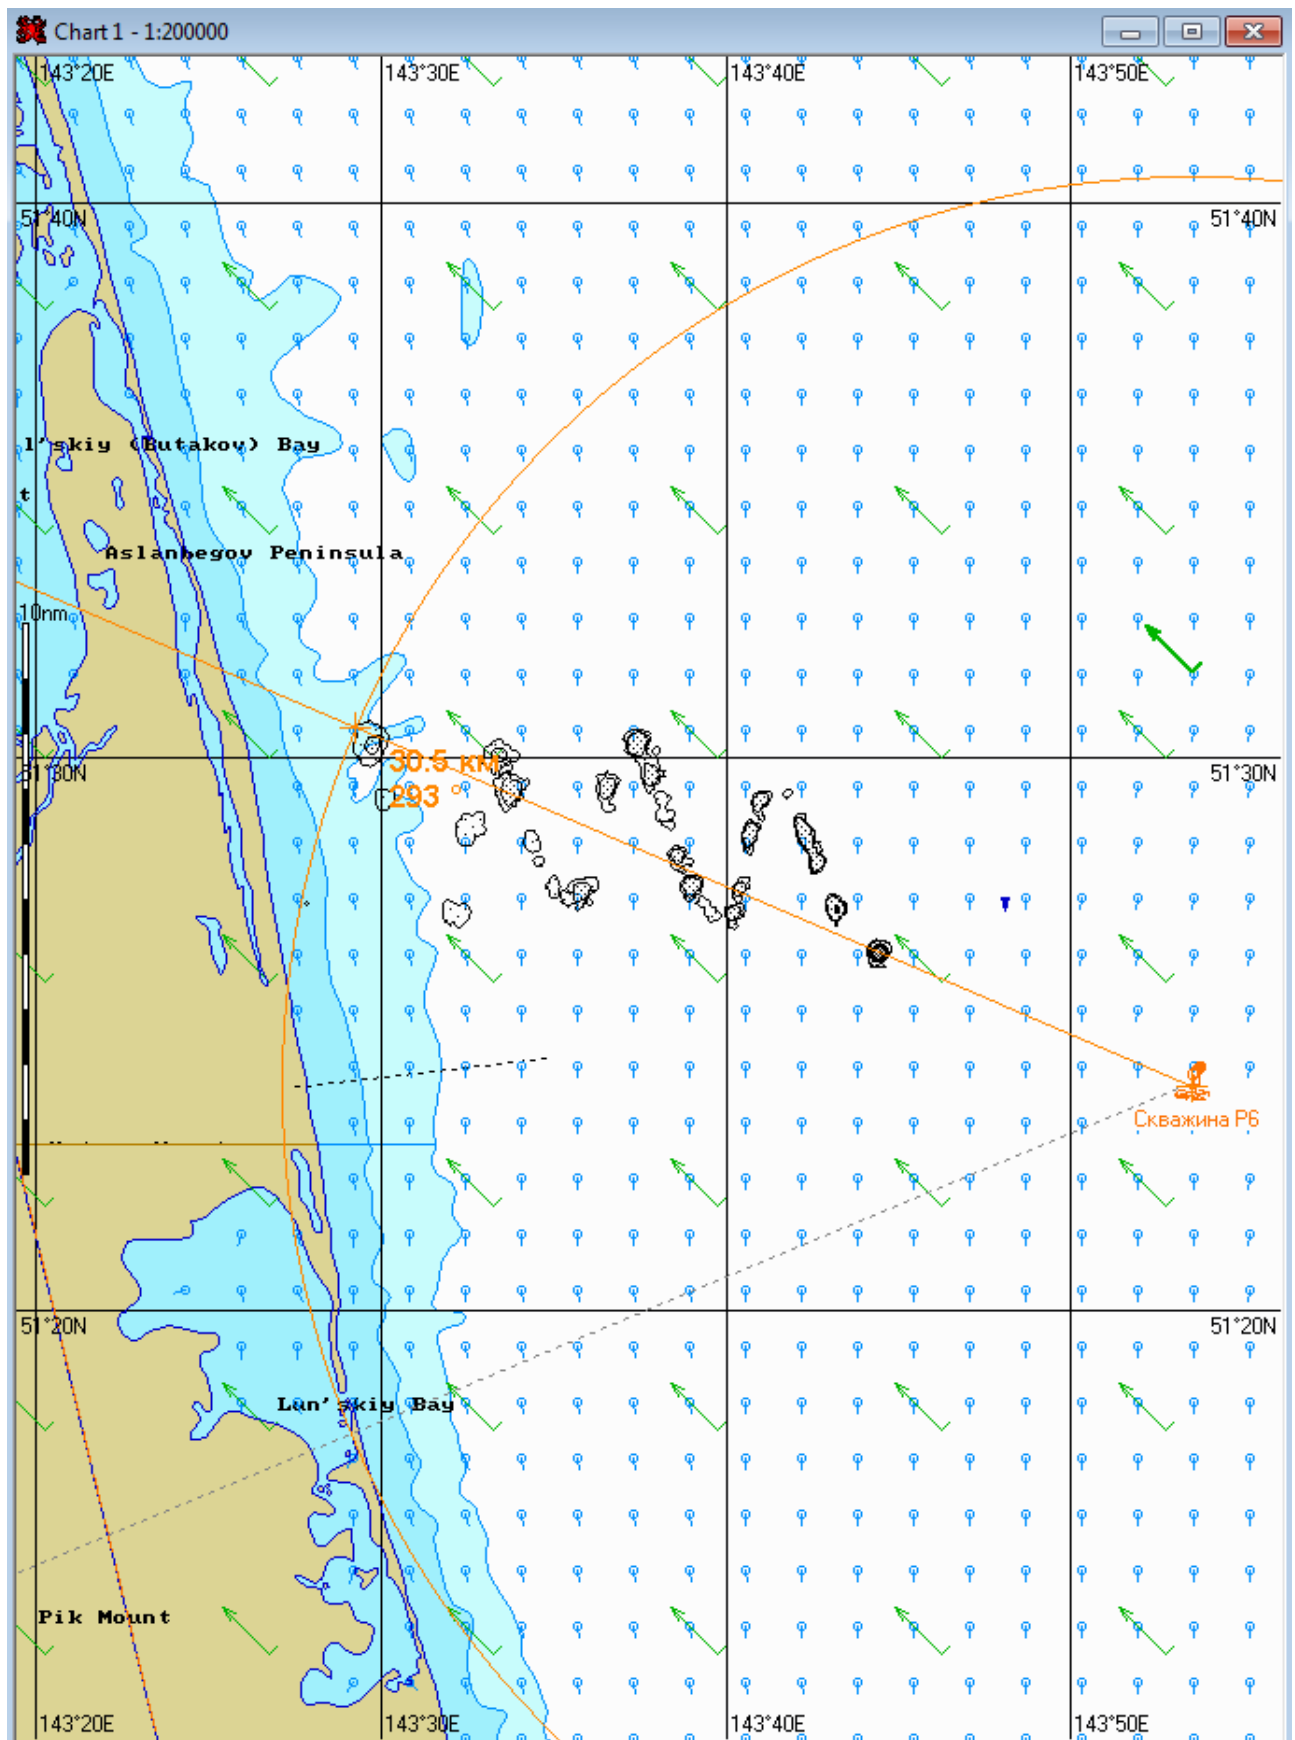 Chart 1 - 1:200000
143°20E 143°30E 143°40E 143°50E
51°40N 51°40N
l'skiy (Butakov) Bay
t
Aslanbegov Peninsula
10nm
30.5 км
51°30N 51°30N
293 °
Скважина Р6
51°20N 51°20N
Lun'skiy Bay
Pik Mount
143°20E 143°30E 143°40E 143°50E